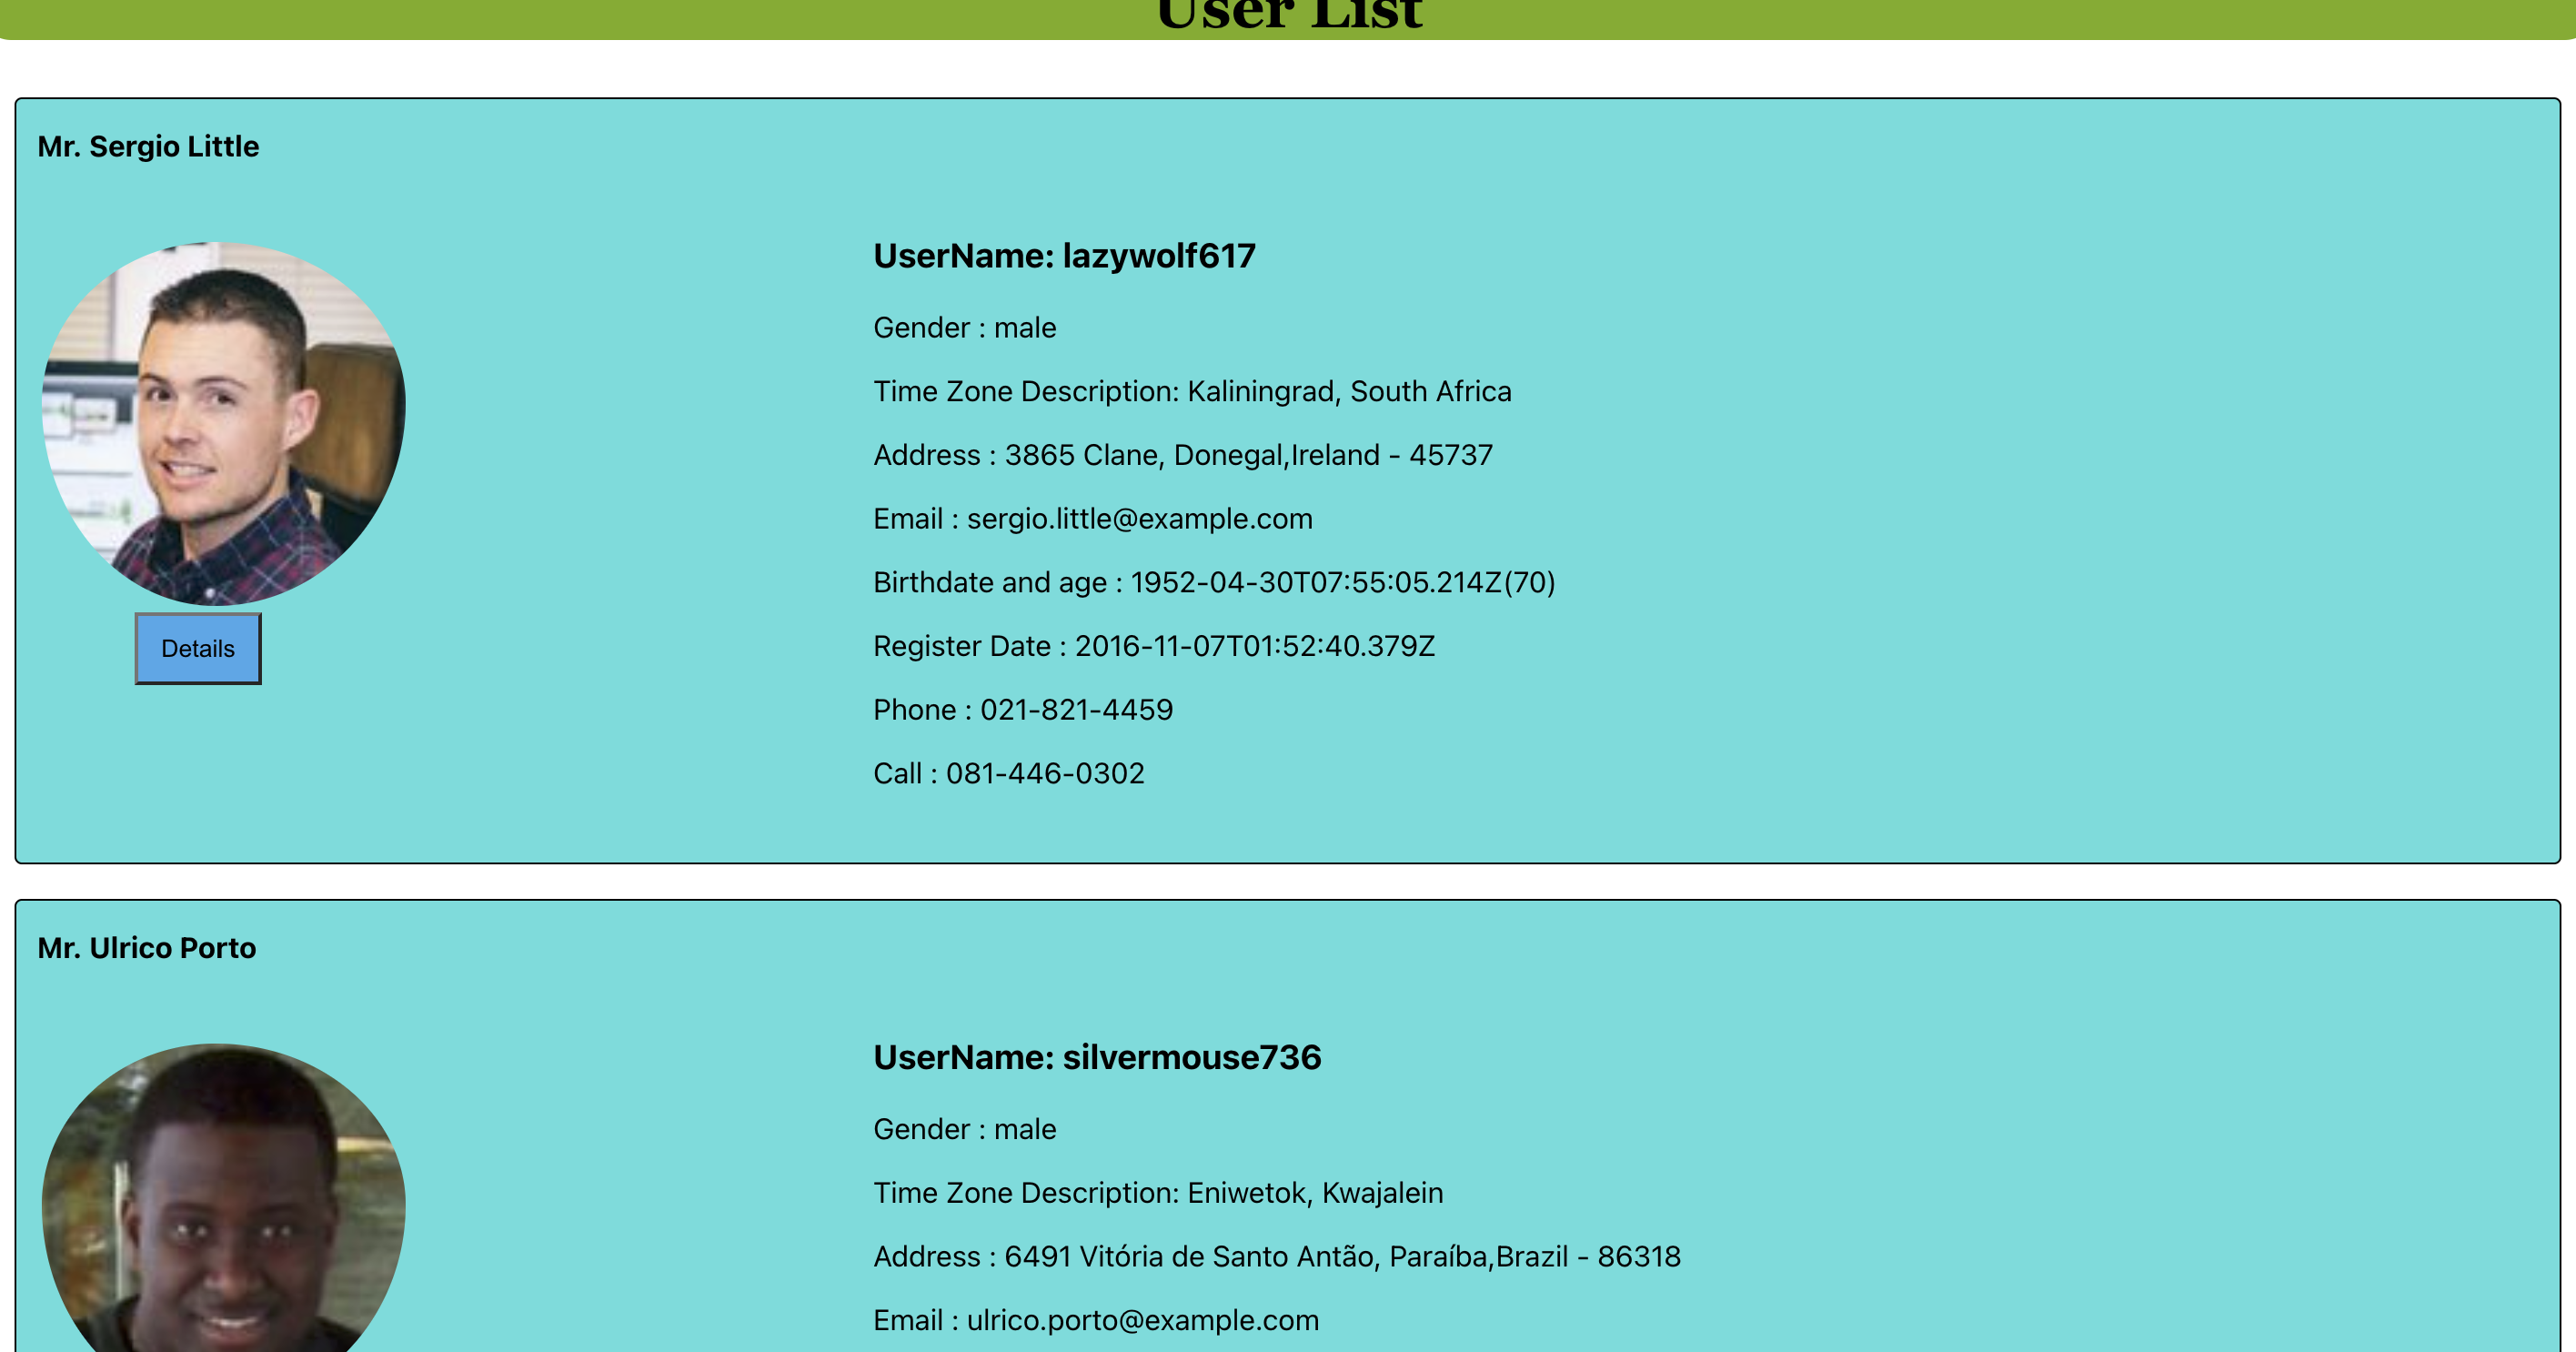 User List
Mr. Sergio Little
UserName: lazywolf617
Gender : male
Time Zone Description: Kaliningrad, South Africa
Address : 3865 Clane, Donegal,Ireland - 45737
Email : sergio.little@example.com
Birthdate and age : 1952-04-30T07:55:05.214Z(70)
Register Date : 2016-11-07T01:52:40.379Z
Phone : 021-821-4459
Call : 081-446-0302
Details
Mr. Ulrico Porto
UserName: silvermouse736
Gender : male
Time Zone Description: Eniwetok, Kwajalein
Address : 6491 Vitória de Santo Antão, Paraíba,Brazil - 86318
Email : ulrico.porto@example.com